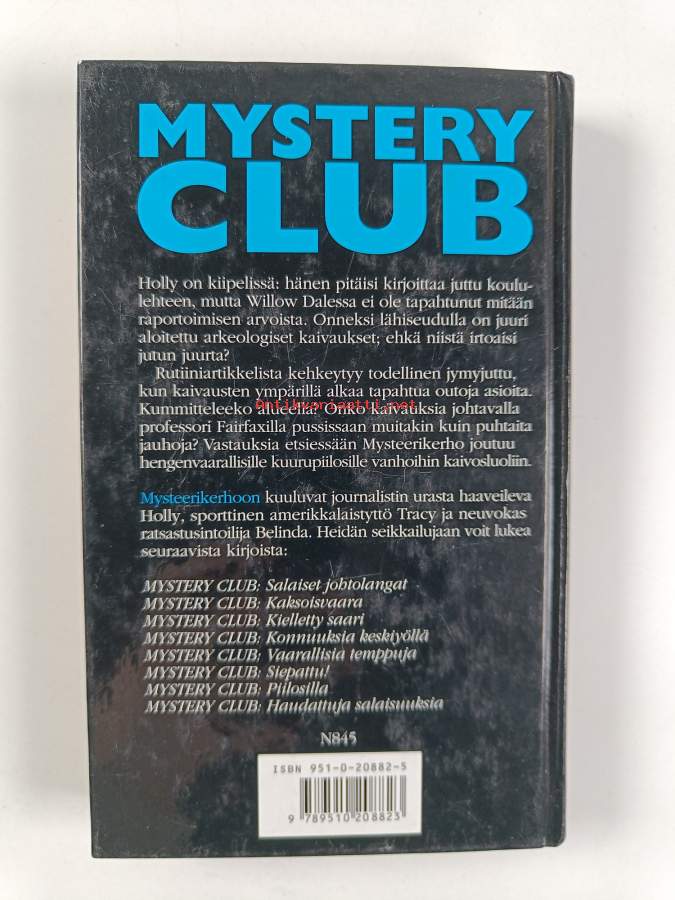 MYSTERY
CLUB
Holly on kiipelissä: hänen pitäisi kirjoittaa juttu koulu-
lehteen, mutta Willow Dalessa ei ole tapahtunut mitään
raportoimisen arvoista. Onneksi lähiseudulla on juuri
aloitettu arkeologiset kaivaukset; ehkä niistä irtoaisi
jutun juurta?
Rutiiniartikkelista kehkeytyy todellinen jymyjuttu,
kun kaivausten ympärillä alkaa tapahtua outoja asioita.
Kummitteleeko alueella? Onko kaivauksia johtavalla
Antikvariaatti.net
professori Fairfaxilla pussissaan muitakin kuin puhtaita
jauhoja? Vastauksia etsiessään Mysteerikerho joutuu
hengenvaarallisille kuurupiilosille vanhoihin kaivosluoliin.
Mysteerikerhoon kuuluvat journalistin urasta haaveileva
Holly, sporttinen amerikkalaistyttö Tracy ja neuvokas
ratsastusintoilija Belinda. Heidän seikkailujaan voit lukea
seuraavista kirjoista:
MYSTERY CLUB: Salaiset johtolangat
MYSTERY CLUB: Kaksoisvaara
MYSTERY CLUB: Kielletty saari
MYSTERY CLUB: Konnuuksia keskiyöllä
MYSTERY CLUB: Vaarallisia temppuja
MYSTERY CLUB: Siepattu!
MYSTERY CLUB: Piilosilla
MYSTERY CLUB: Haudattuja salaisuuksia
N845
ISBN 951-0-20882-5
9 789510 208823